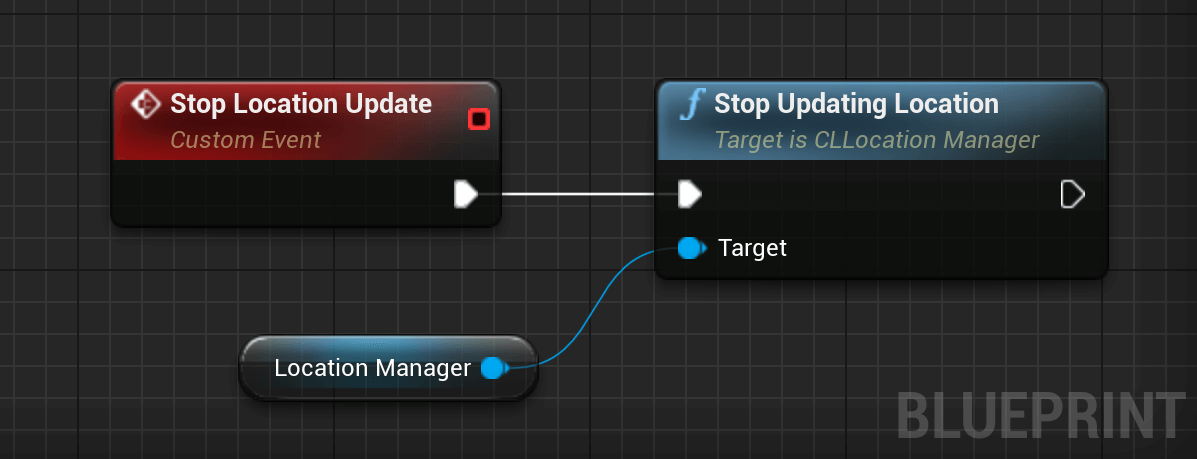 Stop Location Update
Custom Event
Stop Updating Location
Target is CLLocation Manager
Target
Location Manager
BLUEPRINT